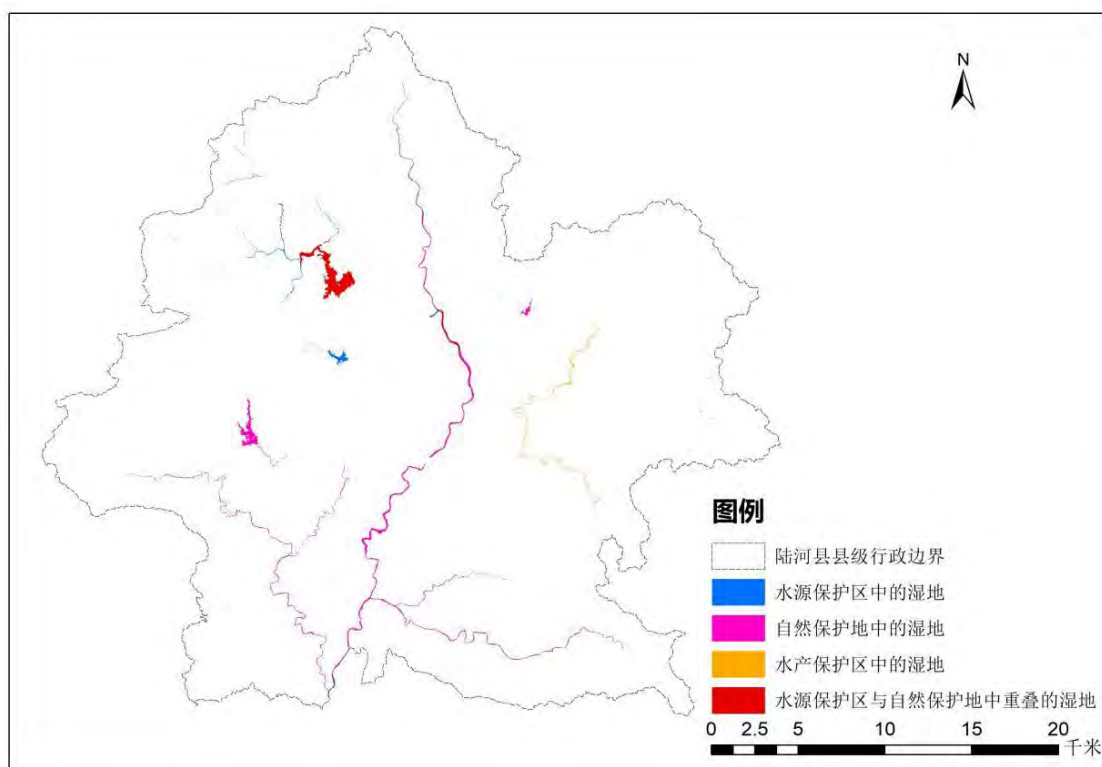 N
图例
陆河县县级行政边界
水源保护区中的湿地
自然保护地中的湿地
水产保护区中的湿地
水源保护区与自然保护地中重叠的湿地
0 2.5 5 10 15 20
千米